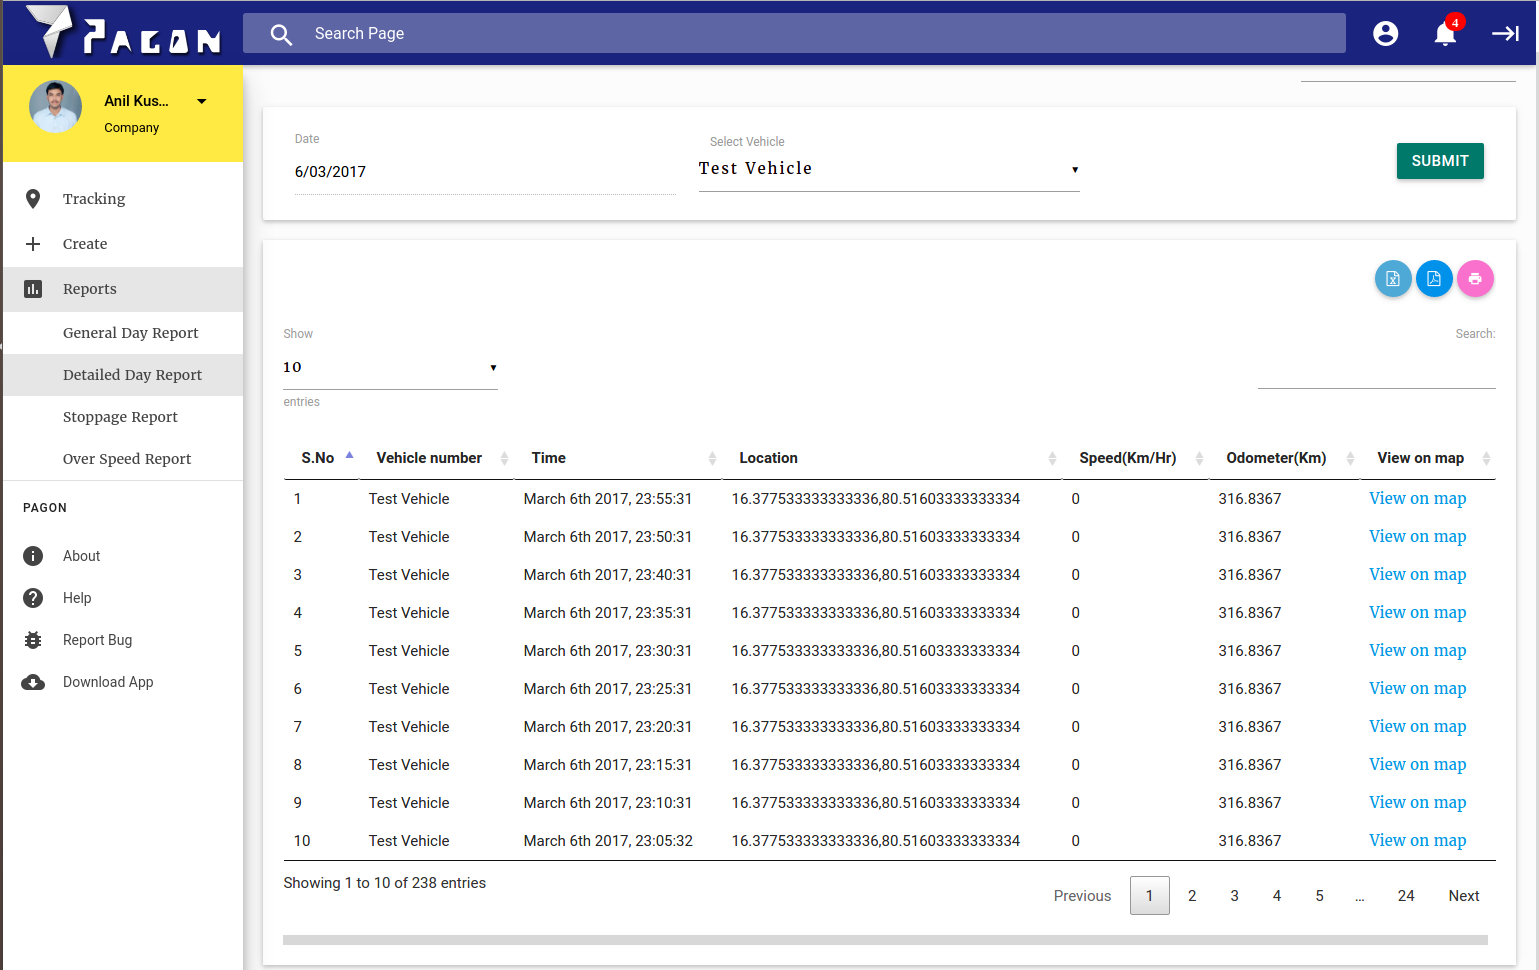 PAGON
Search Page
4
Anil Kus...
Company
Tracking
Create
Reports
General Day Report
Detailed Day Report
Stoppage Report
Over Speed Report
PAGON
About
Help
Report Bug
Download App
Date
6/03/2017
Select Vehicle
Test Vehicle
SUBMIT
Show
10
entries
Search:
S.No Vehicle number Time Location Speed(Km/Hr) Odometer(Km) View on map
1 Test Vehicle March 6th 2017, 23:55:31 16.377533333333336,80.51603333333334 0 316.8367 View on map
2 Test Vehicle March 6th 2017, 23:50:31 16.377533333333336,80.51603333333334 0 316.8367 View on map
3 Test Vehicle March 6th 2017, 23:40:31 16.377533333333336,80.51603333333334 0 316.8367 View on map
4 Test Vehicle March 6th 2017, 23:35:31 16.377533333333336,80.51603333333334 0 316.8367 View on map
5 Test Vehicle March 6th 2017, 23:30:31 16.377533333333336,80.51603333333334 0 316.8367 View on map
6 Test Vehicle March 6th 2017, 23:25:31 16.377533333333336,80.51603333333334 0 316.8367 View on map
7 Test Vehicle March 6th 2017, 23:20:31 16.377533333333336,80.51603333333334 0 316.8367 View on map
8 Test Vehicle March 6th 2017, 23:15:31 16.377533333333336,80.51603333333334 0 316.8367 View on map
9 Test Vehicle March 6th 2017, 23:10:31 16.377533333333336,80.51603333333334 0 316.8367 View on map
10 Test Vehicle March 6th 2017, 23:05:32 16.377533333333336,80.51603333333334 0 316.8367 View on map
Showing 1 to 10 of 238 entries
Previous 1 2 3 4 5 ... 24 Next